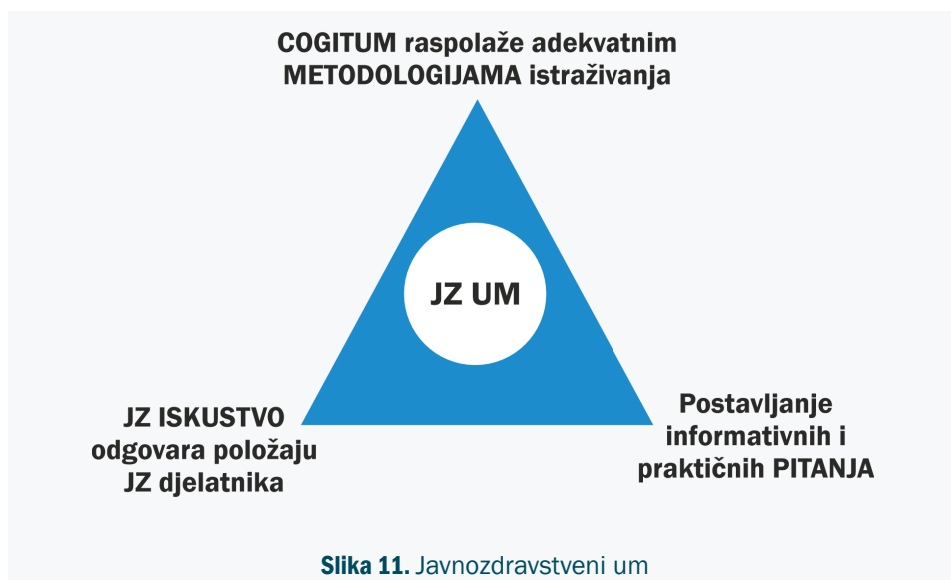 COGITUM raspolaže adekvatnim
METODOLOGIJAMA istraživanja
JZ UM
JZ ISKUSTVO
odgovara položaju
JZ djelatnika
Postavljanje
informativnih i
praktičnih PITANJA
Slika 11. Javnozdravstveni um